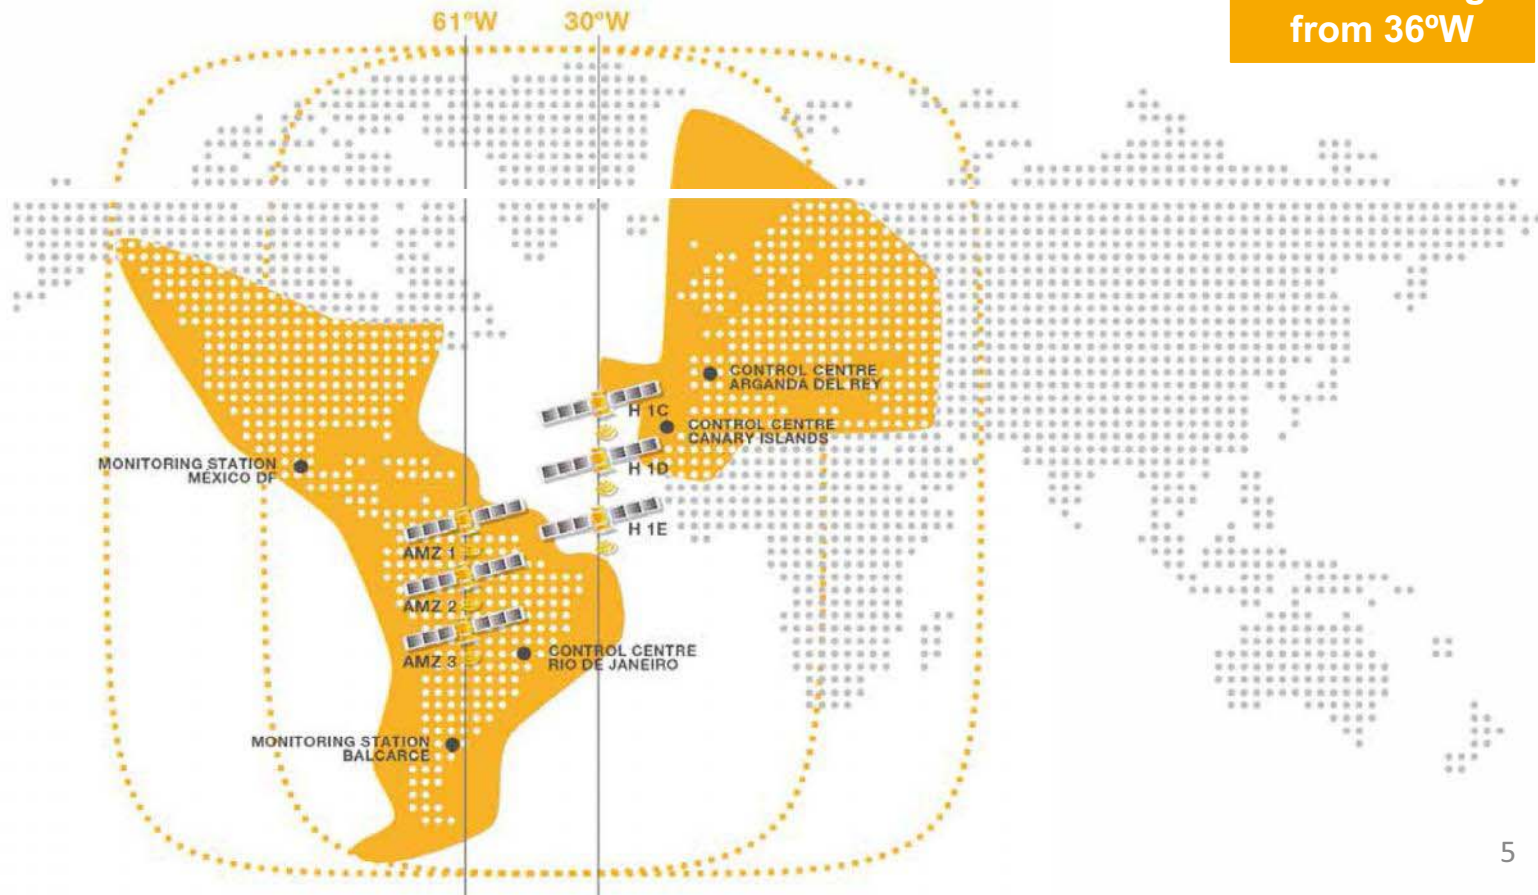 61ºW
30ºW
from 36ºW
CONTROL CENTRE
ARGANDA DEL REY
H 1C
CONTROL CENTRE
CANARY ISLANDS
MONITORING STATION
MÉXICO DF
H 1D
H 1E
AMZ 1
AMZ 2
AMZ 3
CONTROL CENTRE
RIO DE JANEIRO
MONITORING STATION
BALCARCE
5